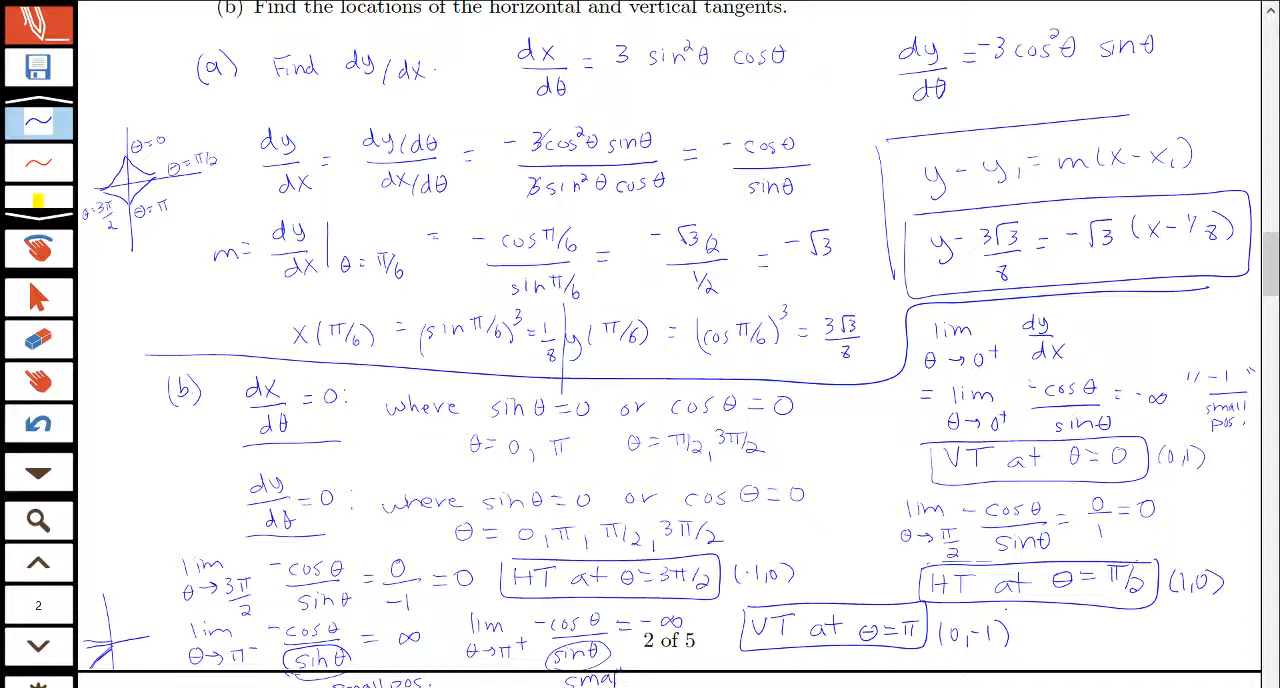 (b) Find the locations of the horizontal and vertical tangents.
(a) Find dy/dx. dx/dθ = 3 sin²θ cosθ dy/dθ = -3cos²θ sinθ
θ=0
θ=π/2
θ=3π/2
θ=π
dy/dx = (dy/dθ)/(dx/dθ) = (-3cos²θ sinθ)/(3sin²θ cosθ) = -cosθ/sinθ
y - y₁ = m(x - x₁)
m = dy/dx |θ=π/6 = -(cosπ/6)/(sinπ/6) = -(√3/2)/(1/2) = -√3
y - 3√3/8 = -√3 (x - 1/8)
x(π/6) = (sinπ/6)³ = 1/8 y(π/6) = (cosπ/6)³ = 3√3/8
(b) dx/dθ = 0: where sinθ=0 or cosθ=0
θ=0, π θ=π/2, 3π/2
dy/dθ = 0: where sinθ=0 or cosθ=0
θ = 0, π, π/2, 3π/2
lim θ→3π/2 -cosθ/sinθ = 0/-1 = 0 HT at θ=3π/2 (-1,0)
lim θ→π⁻ -cosθ/sinθ = ∞ lim θ→π⁺ -cosθ/sinθ = -∞ VT at θ=π (0,-1)
small pos.
lim θ→0⁺ dy/dx
= lim θ→0⁺ -cosθ/sinθ = -∞ "-1/small pos."
VT at θ=0 (0,1)
lim θ→π/2 -cosθ/sinθ = 0/1 = 0
HT at θ=π/2 (1,0)
2 of 5
2